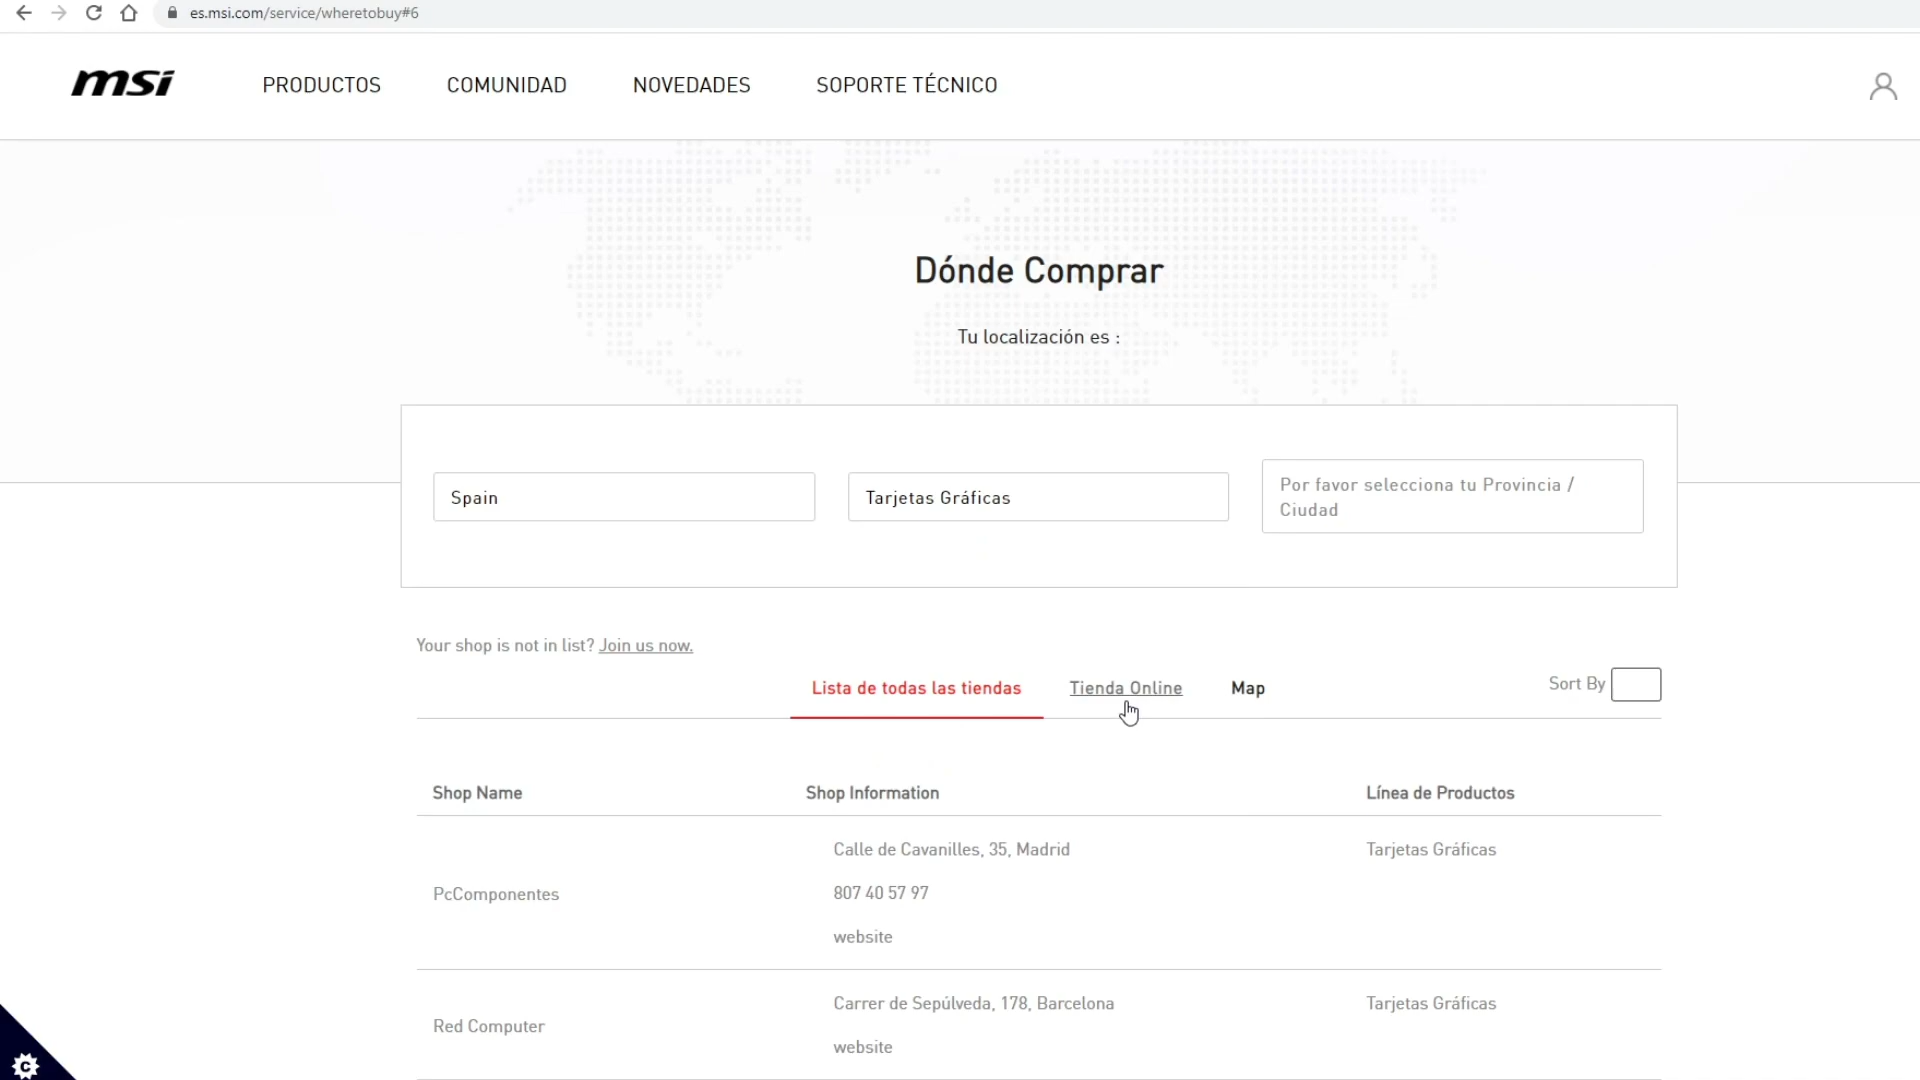 es.msi.com/service/wheretobuy#6
msi
PRODUCTOS
COMUNIDAD
NOVEDADES
SOPORTE TÉCNICO
Dónde Comprar
Tu localización es :
Spain
Tarjetas Gráficas
Por favor selecciona tu Provincia /
Ciudad
Your shop is not in list? Join us now.
Lista de todas las tiendas
Tienda Online
Map
Sort By
Shop Name
Shop Information
Línea de Productos
PcComponentes
Calle de Cavanilles, 35, Madrid
807 40 57 97
website
Tarjetas Gráficas
Red Computer
Carrer de Sepúlveda, 178, Barcelona
website
Tarjetas Gráficas
C